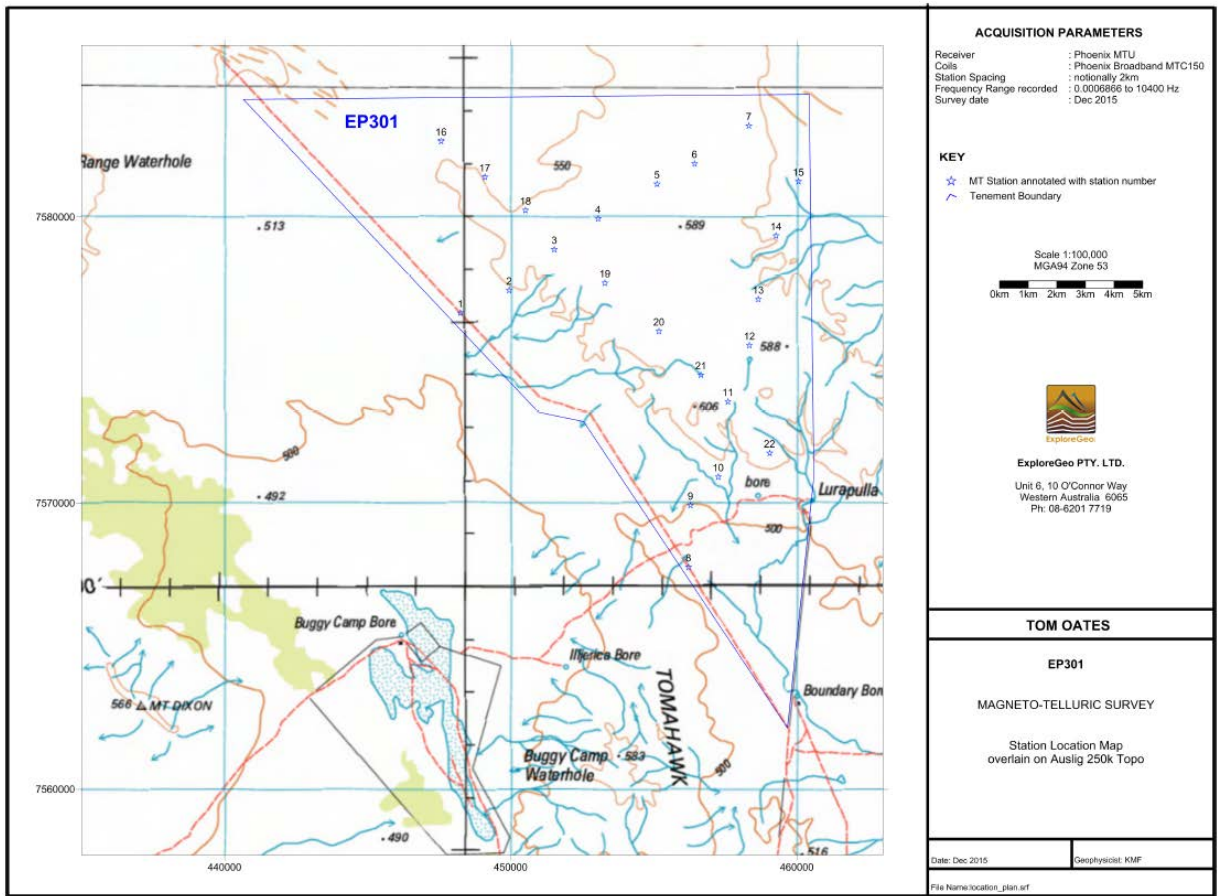 EP301
Range Waterhole
16
17
18
7
6
5
15
4
14
3
19
2
13
1
20
12
21
11
22
10
9
8
550
513
589
588
606
500
492
bore
Lurapulla
500
00'
Buggy Camp Bore
Illjerica Bore
TOMAHAWK
Boundary Bore
566 MT DIXON
Buggy Camp
Waterhole
583
500
490
516
7580000
7570000
7560000
440000
450000
460000
ACQUISITION PARAMETERS
Receiver : Phoenix MTU
Coils : Phoenix Broadband MTC150
Station Spacing : notionally 2km
Frequency Range recorded : 0.0006866 to 10400 Hz
Survey date : Dec 2015
KEY
MT Station annotated with station number
Tenement Boundary
Scale 1:100,000
MGA94 Zone 53
0km 1km 2km 3km 4km 5km
ExploreGeo
ExploreGeo PTY. LTD.
Unit 6, 10 O'Connor Way
Western Australia 6065
Ph: 08-6201 7719
TOM OATES
EP301
MAGNETO-TELLURIC SURVEY
Station Location Map
overlain on Auslig 250k Topo
Date: Dec 2015
Geophysicist: KMF
File Name:location_plan.srf